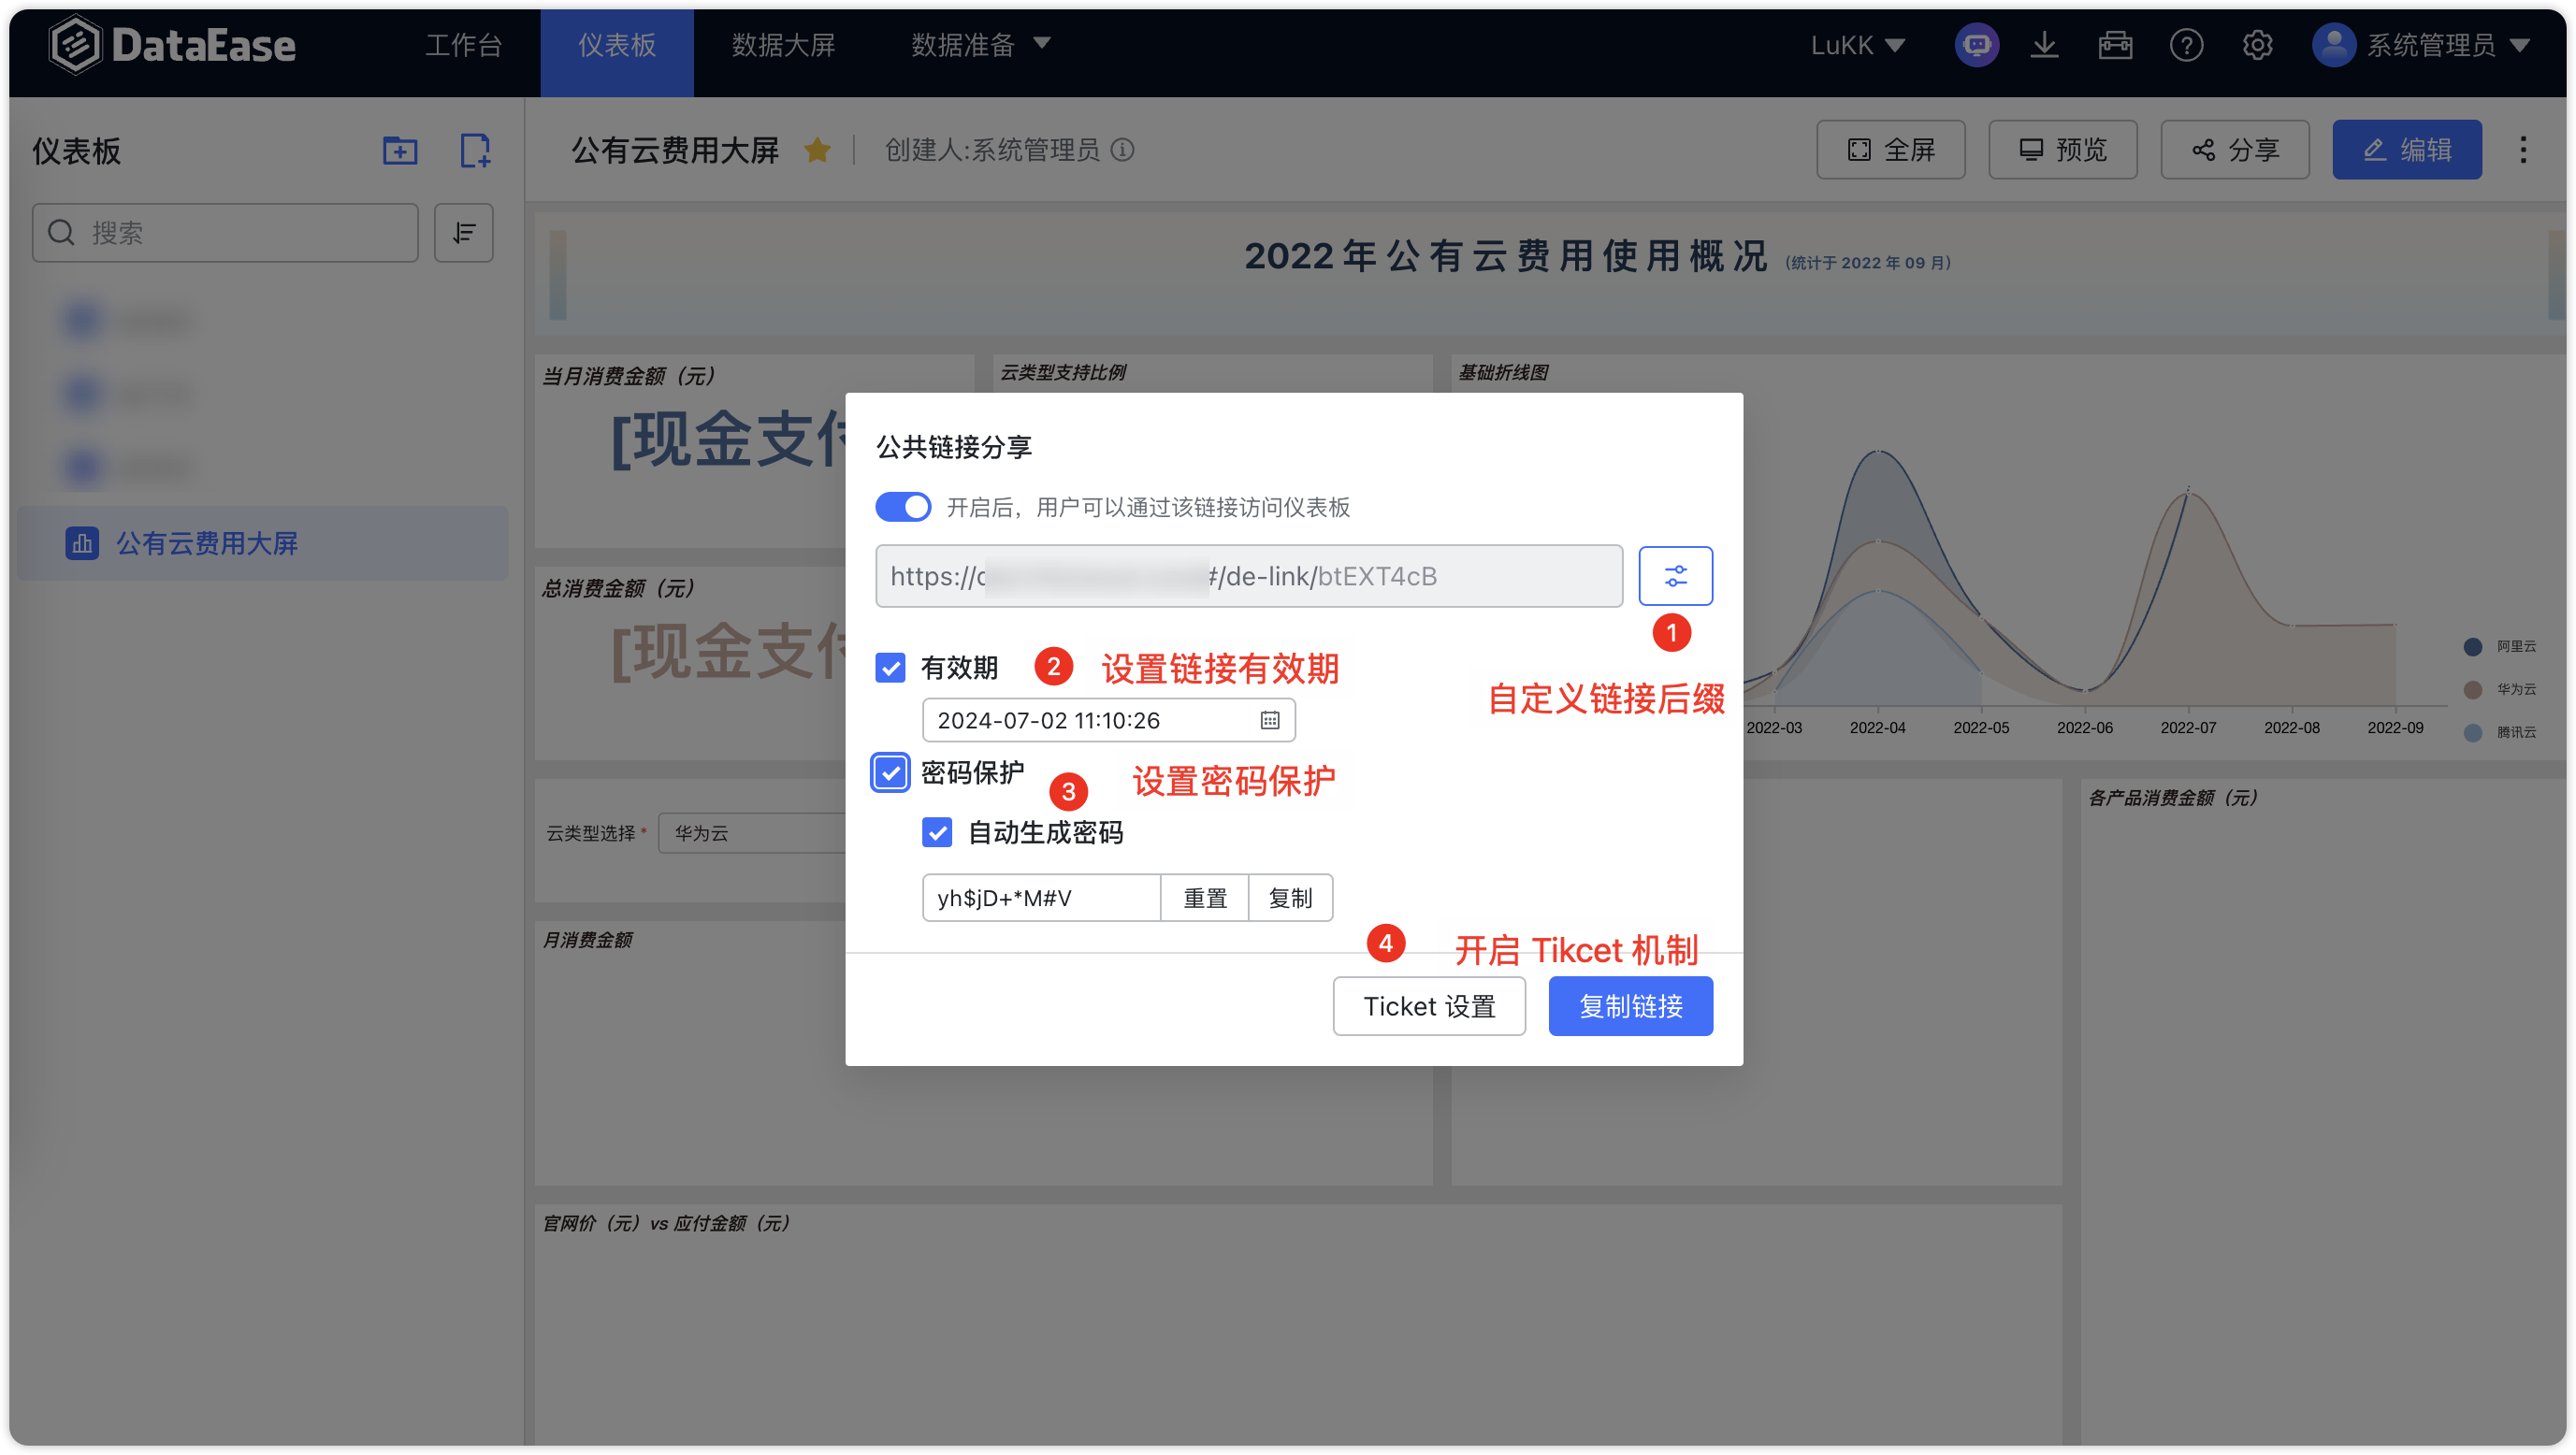 DataEase 工作台 仪表板 数据大屏 数据准备 LuKK 系统管理员
仪表板
搜索
公有云费用大屏
公有云费用大屏 创建人:系统管理员 全屏 预览 分享 编辑
2022 年公有云费用使用概况 (统计于 2022 年 09 月)
当月消费金额（元）
[现金支
云类型支持比例
基础折线图
总消费金额（元）
[现金支
云类型选择 * 华为云
月消费金额
官网价（元）vs 应付金额（元）
各产品消费金额（元）
2022-03 2022-04 2022-05 2022-06 2022-07 2022-08 2022-09
阿里云
华为云
腾讯云
公共链接分享
开启后，用户可以通过该链接访问仪表板
https:// #/de-link/btEXT4cB
1
自定义链接后缀
有效期 2 设置链接有效期
2024-07-02 11:10:26
密码保护 3 设置密码保护
自动生成密码
yh$jD+*M#V 重置 复制
4 开启 Tikcet 机制
Ticket 设置 复制链接